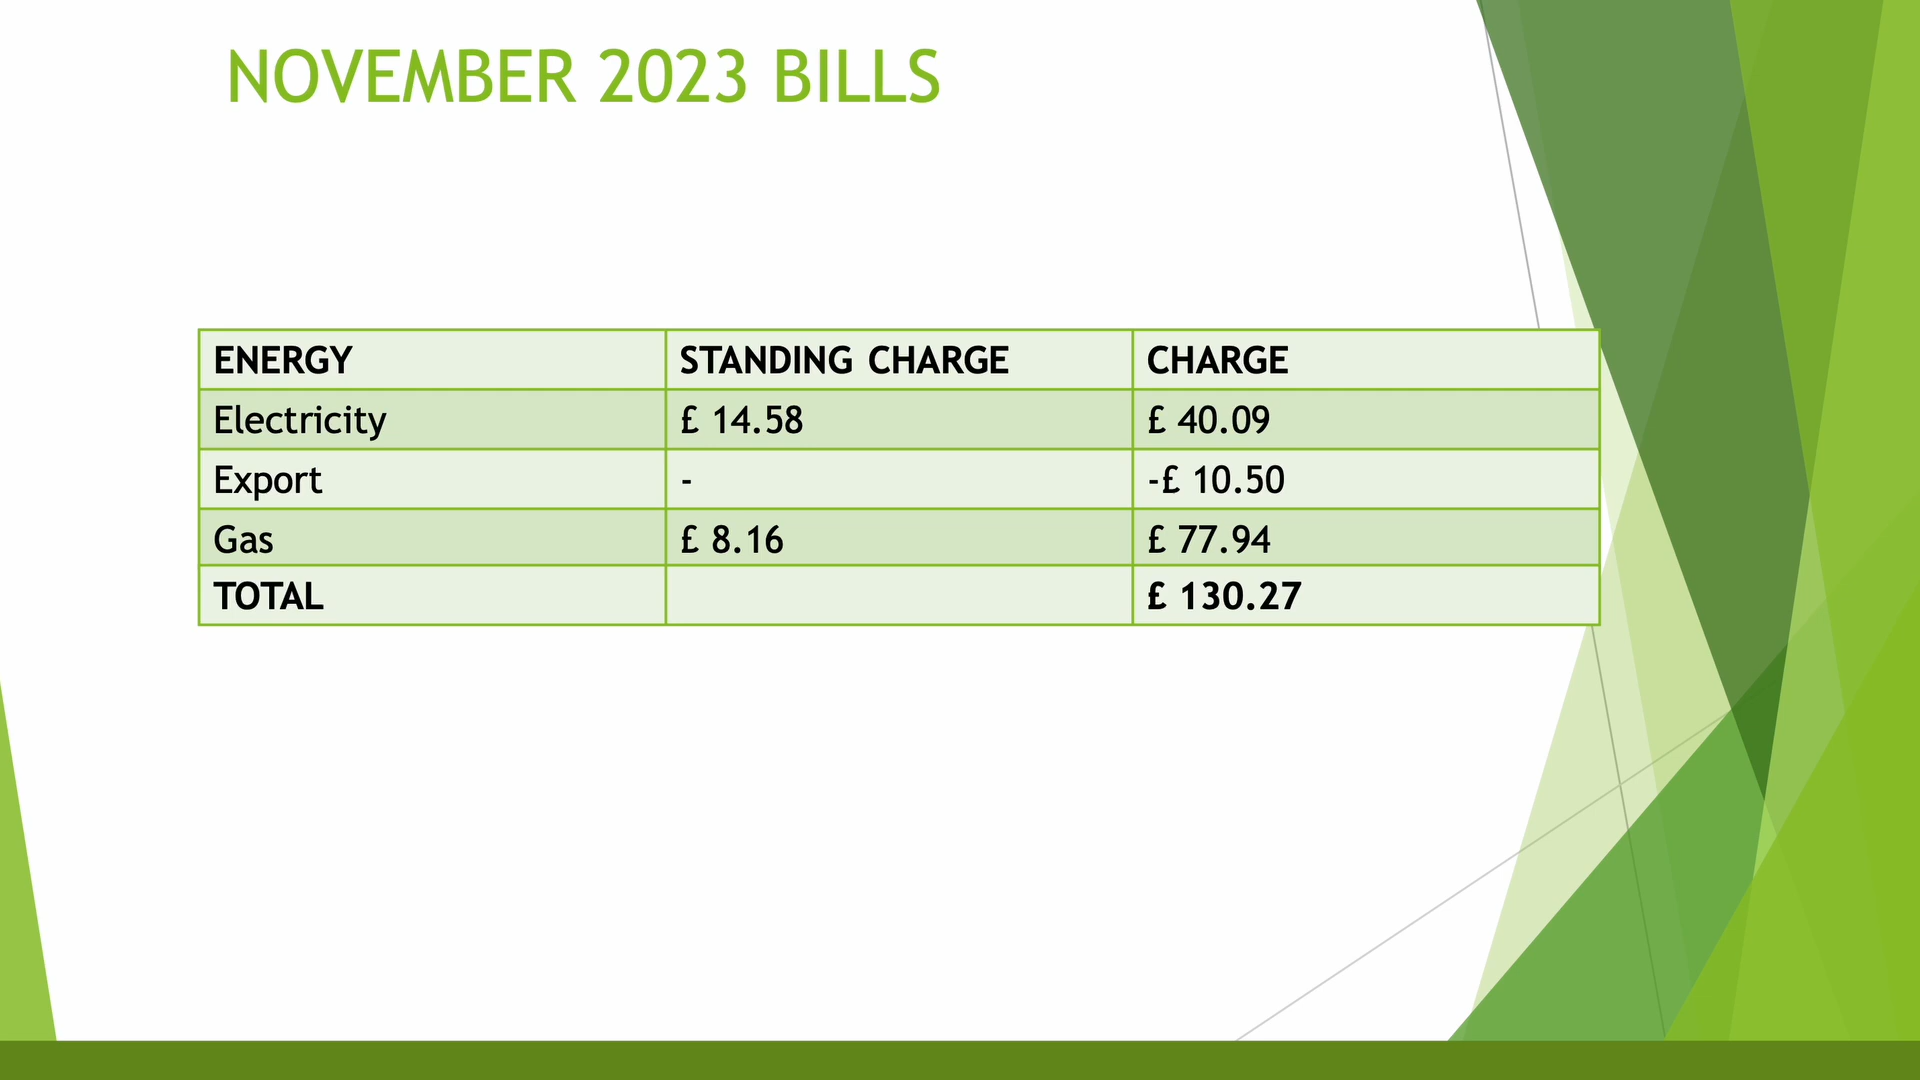 NOVEMBER 2023 BILLS
ENERGY STANDING CHARGE CHARGE
Electricity £ 14.58 £ 40.09
Export - -£ 10.50
Gas £ 8.16 £ 77.94
TOTAL £ 130.27